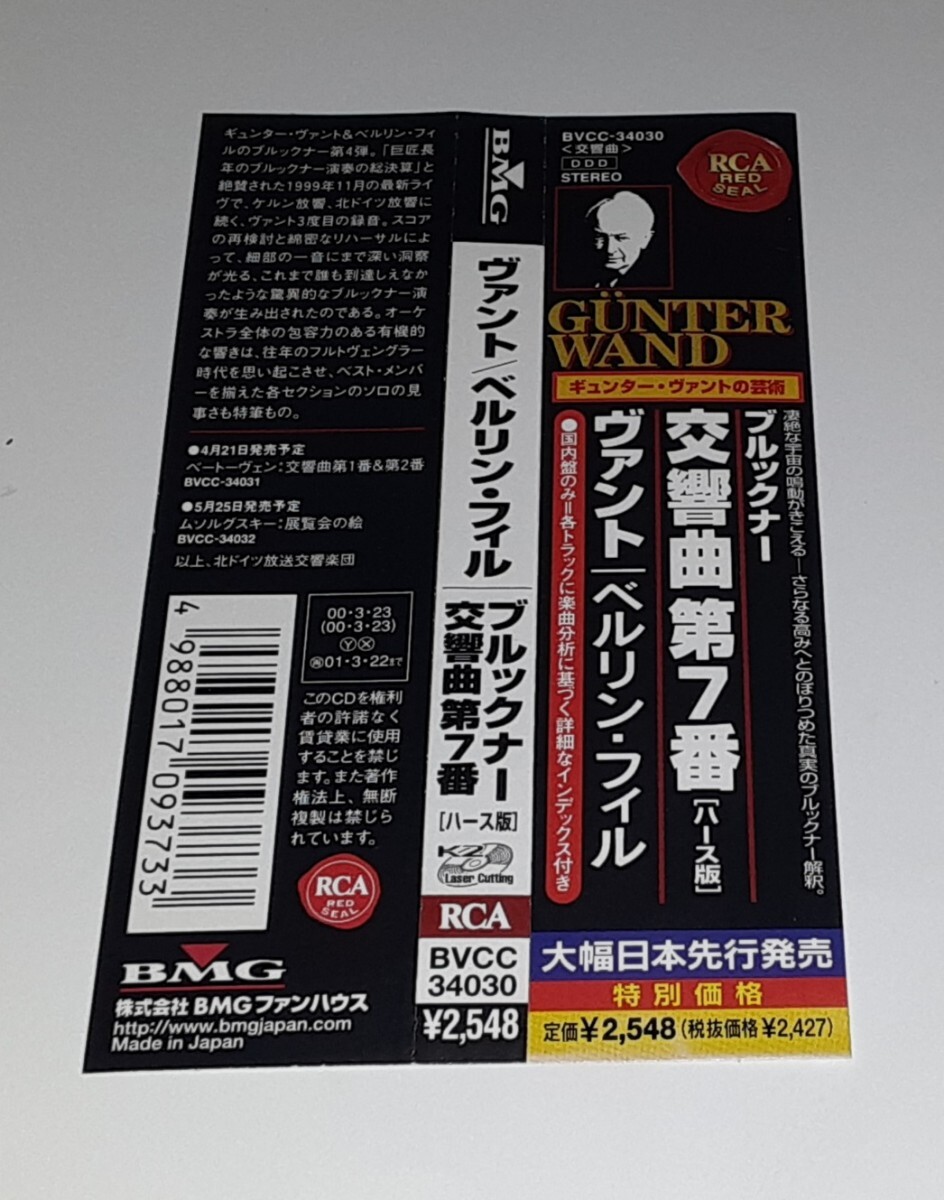 ギュンター・ヴァント&ベルリン・フィ
ルのブルックナー第4弾。「巨匠長
年のブルックナー演奏の総決算」と
絶賛された1999年11月の最新ライ
ヴで、ケルン放響、北ドイツ放響に
続く、ヴァント3度目の録音。スコア
の再検討と綿密なリハーサルによ
って、細部の一音にまで深い洞察
が光る、これまで誰も到達しえなか
ったような驚異的なブルックナー演
奏が生み出されたのである。オーケ
ストラ全体の包容力のある有機的
な響きは、往年のフルトヴェングラー
時代を思い起こさせ、ベスト・メンバ
ーを揃えた各セクションのソロの見
事さも特筆もの。
●4月21日発売予定
ベートーヴェン:交響曲第1番&第2番
BVCC-34031
●5月25日発売予定
ムソルグスキー:展覧会の絵
BVCC-34032
以上、北ドイツ放送交響楽団
4 988017 093733
00・3・23
(00・3・23)
Ⓨ Ⓧ
㋲01・3・22まで
このCDを権利
者の許諾なく
賃貸業に使用
することを禁じ
ます。また著作
権法上、無断
複製は禁じら
れています。
RCA
RED
SEAL
BMG
株式会社BMGファンハウス
http://www.bmgjapan.com
Made in Japan
BMG
ヴァント/ベルリン・フィル
ブルックナー
交響曲第7番
[ハース版]
K2
Laser Cutting
RCA
BVCC
34030
¥2,548
BVCC-34030
<交響曲>
DDD
STEREO
RCA
RED
SEAL
GÜNTER
WAND
ギュンター・ヴァントの芸術
凄絶な宇宙の鳴動がきこえる—さらなる高みへとのぼりつめた真実のブルックナー解釈。
ブルックナー
交響曲第7番[ハース版]
ヴァント/ベルリン・フィル
●国内盤のみ=各トラックに楽曲分析に基づく詳細なインデックス付き
大幅日本先行発売
特別価格
定価¥2,548(税抜価格¥2,427)